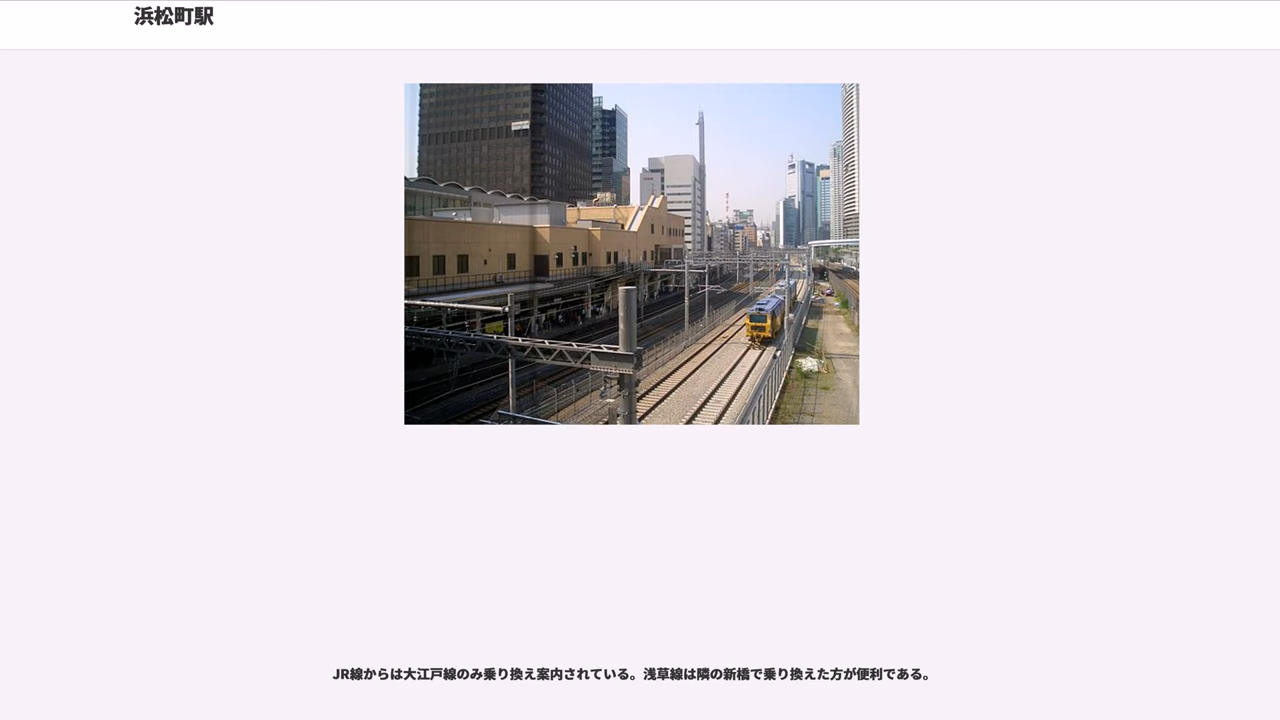 浜松町駅
JR線からは大江戸線のみ乗り換え案内されている。浅草線は隣の新橋で乗り換えた方が便利である。